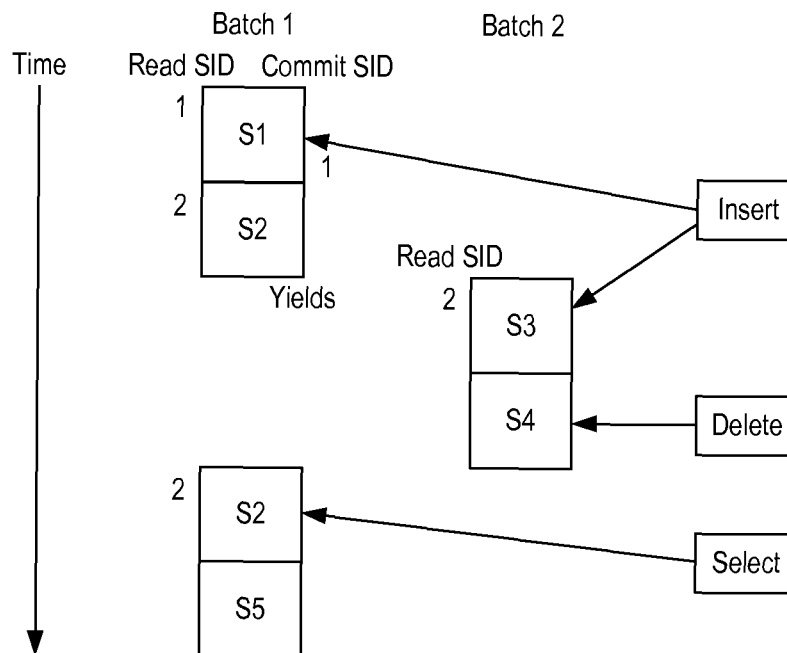 Batch 1 Batch 2
Time Read SID Commit SID
1
S1
1
Insert
2
S2
Read SID
Yields
2
S3
S4
Delete
2
S2
Select
S5